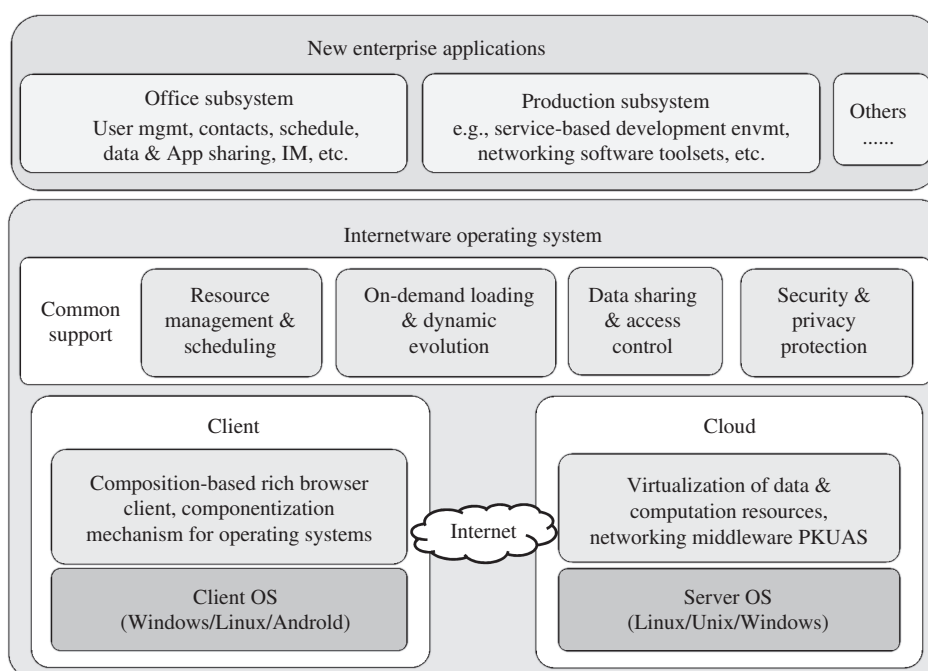 New enterprise applications
Office subsystem
User mgmt, contacts, schedule,
data & App sharing, IM, etc.
Production subsystem
e.g., service-based development envmt,
networking software toolsets, etc.
Others
......
Internetware operating system
Common
support
Resource
management &
scheduling
On-demand loading
& dynamic
evolution
Data sharing
& access
control
Security &
privacy
protection
Client
Composition-based rich browser
client, componentization
mechanism for operating systems
Client OS
(Windows/Linux/Androld)
Internet
Cloud
Virtualization of data &
computation resources,
networking middleware PKUAS
Server OS
(Linux/Unix/Windows)